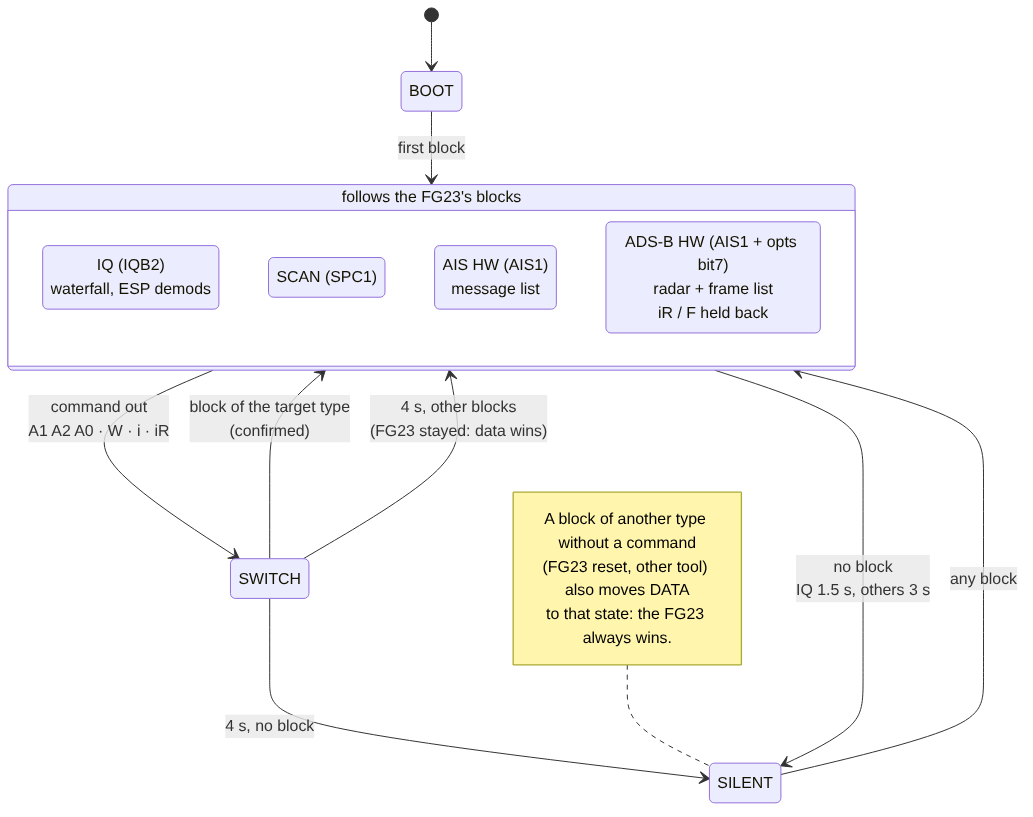 BOOT
first block
follows the FG23's blocks
IQ (IQB2)
waterfall, ESP demods
SCAN (SPC1)
AIS HW (AIS1)
message list
ADS-B HW (AIS1 + opts
bit7)
radar + frame list
iR / F held back
command out
A1 A2 A0 · W · i · iR
block of the target type
(confirmed)
4 s, other blocks
(FG23 stayed: data wins)
A block of another type
without a command
(FG23 reset, other tool)
also moves DATA
to that state: the FG23
always wins.
no block
IQ 1.5 s, others 3 s
any block
SWITCH
4 s, no block
SILENT